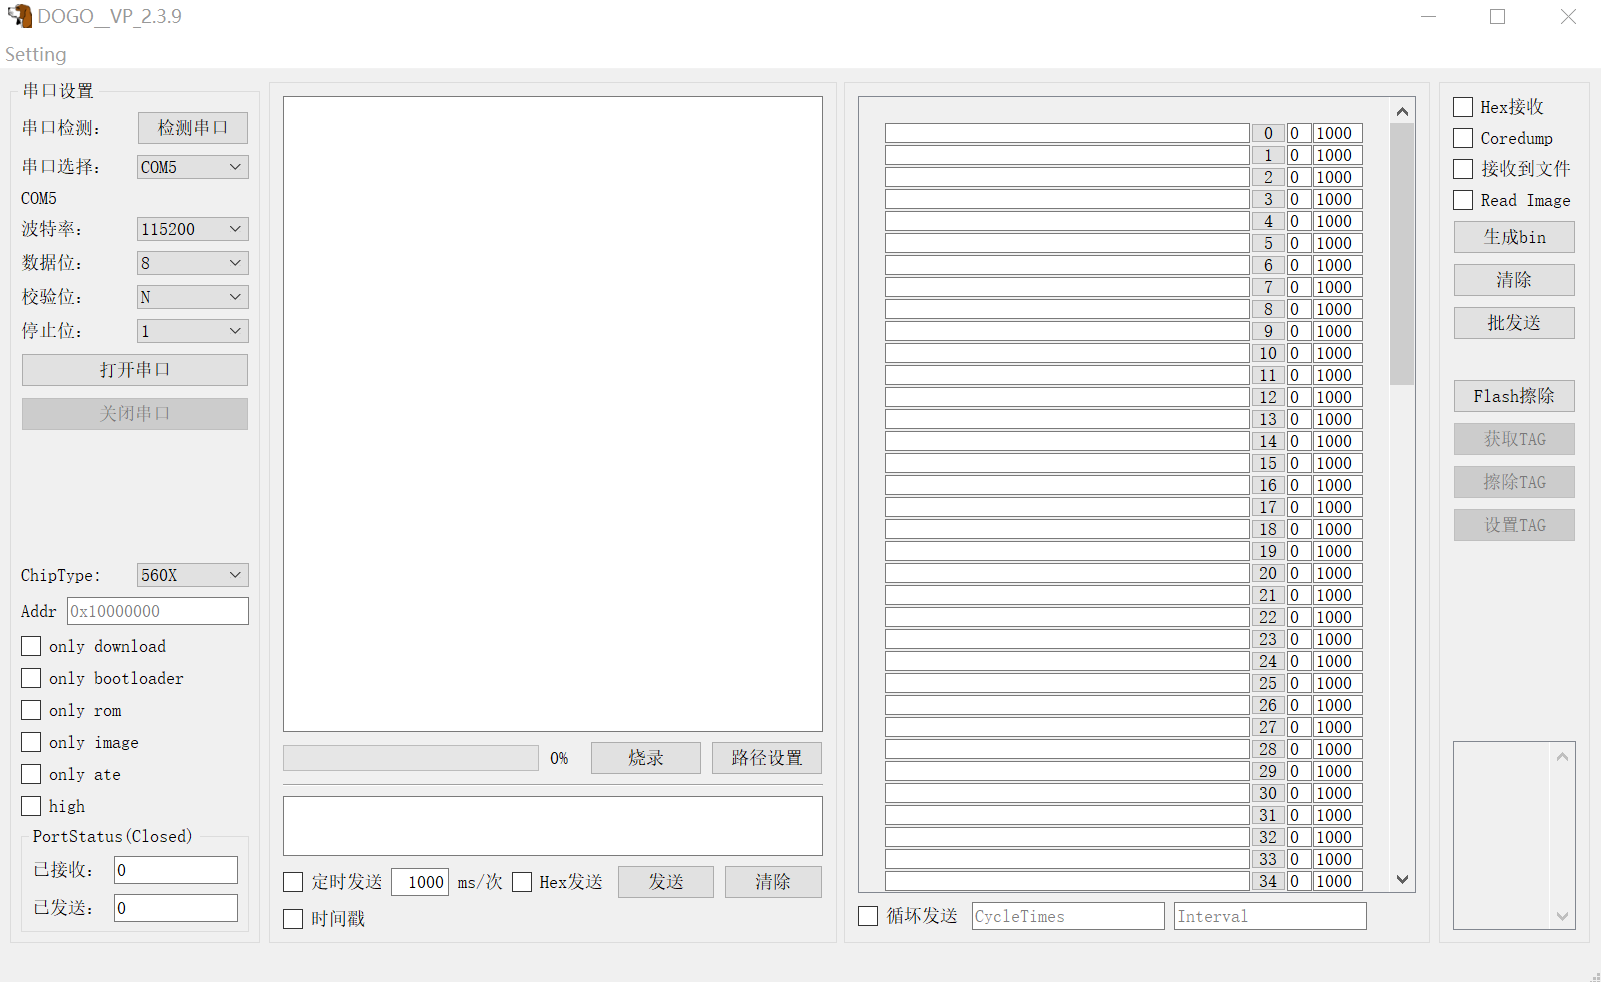 DOGO__VP_2.3.9
Setting
串口设置
串口检测： 检测串口
串口选择： COM5
COM5
波特率： 115200
数据位： 8
校验位： N
停止位： 1
打开串口
关闭串口
ChipType: 560X
Addr 0x10000000
only download
only bootloader
only rom
only image
only ate
high
PortStatus(Closed)
已接收： 0
已发送： 0
0% 烧录 路径设置
定时发送 1000 ms/次 Hex发送 发送 清除
时间戳
0 0 1000
1 0 1000
2 0 1000
3 0 1000
4 0 1000
5 0 1000
6 0 1000
7 0 1000
8 0 1000
9 0 1000
10 0 1000
11 0 1000
12 0 1000
13 0 1000
14 0 1000
15 0 1000
16 0 1000
17 0 1000
18 0 1000
19 0 1000
20 0 1000
21 0 1000
22 0 1000
23 0 1000
24 0 1000
25 0 1000
26 0 1000
27 0 1000
28 0 1000
29 0 1000
30 0 1000
31 0 1000
32 0 1000
33 0 1000
34 0 1000
循环发送 CycleTimes Interval
Hex接收
Coredump
接收到文件
Read Image
生成bin
清除
批发送
Flash擦除
获取TAG
擦除TAG
设置TAG